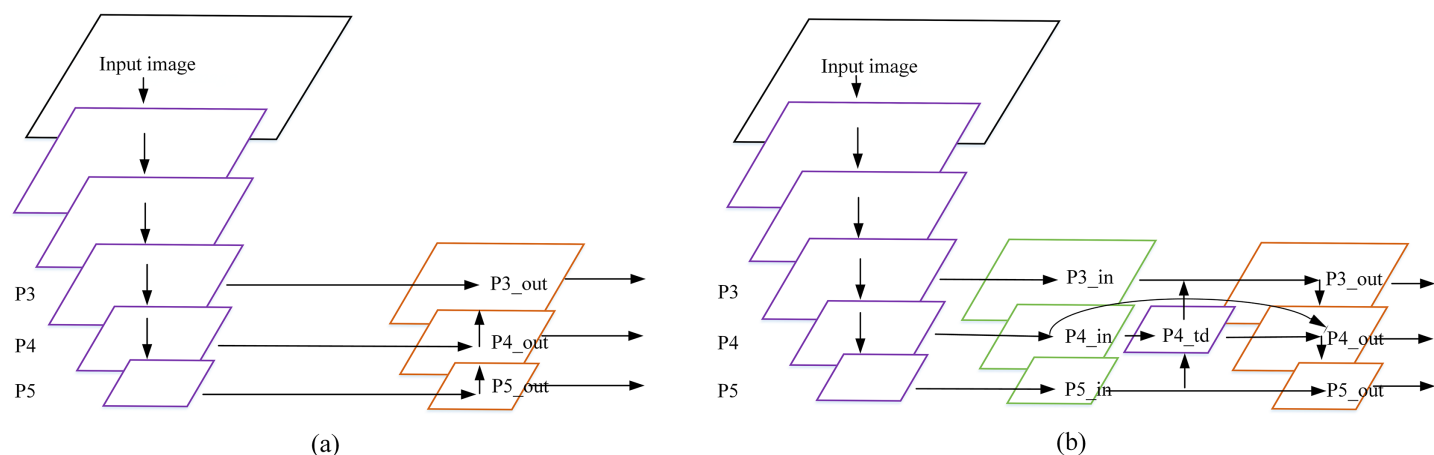 Input image
P3
P3_out
P4
P4_out
P5
P5_out
(a)
Input image
P3
P3_in
P3_out
P4
P4_in
P4_td
P4_out
P5
P5_in
P5_out
(b)